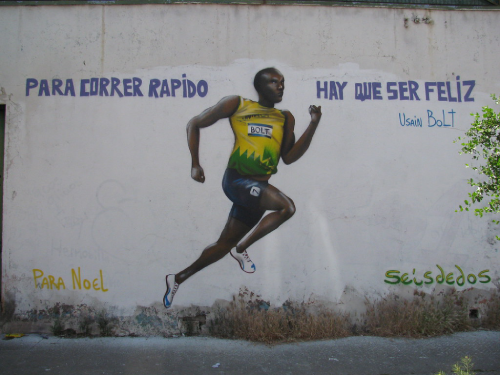 PARA CORRER RAPIDO HAY QUE SER FELIZ
USAIN BOLT
BOLT
PARA NOEL
SEiSdEdOS